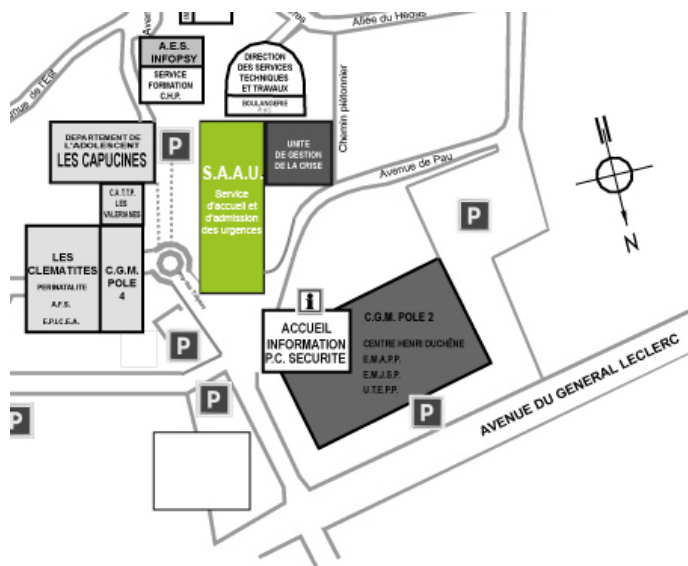 Allée du Hédas
A.E.S.
INFOPSY
SERVICE
FORMATION
C.H.P.
DIRECTION
DES SERVICES
TECHNIQUES
ET TRAVAUX
BOULANGERIE
Chemin piétonnier
DEPARTEMENT DE
L'ADOLESCENT
LES CAPUCINES
P
S.A.A.U.
Service
d'accueil et
d'admission
des urgences
UNITE
DE GESTION
DE LA CRISE
Avenue de Pau
C.A.T.T.P.
LES
VALERIANES
P
N
LES
CLEMATITES
PERINATALITE
A.F.S.
E.P.I.C.E.A.
C.G.M.
POLE
4
i
ACCUEIL
INFORMATION
P.C. SECURITE
C.G.M. POLE 2
CENTRE HENRI DUCHÊNE
E.M.A.P.P.
E.M.J.S.P.
U.T.E.P.P.
P
P
P
P
AVENUE DU GENERAL LECLERC